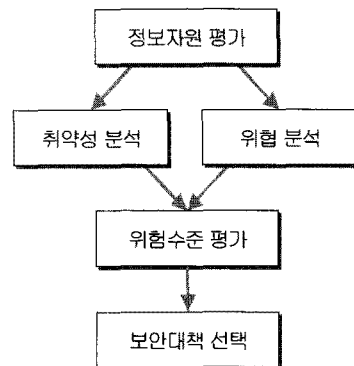 정보자원 평가
취약성 분석
위협 분석
위험수준 평가
보안대책 선택